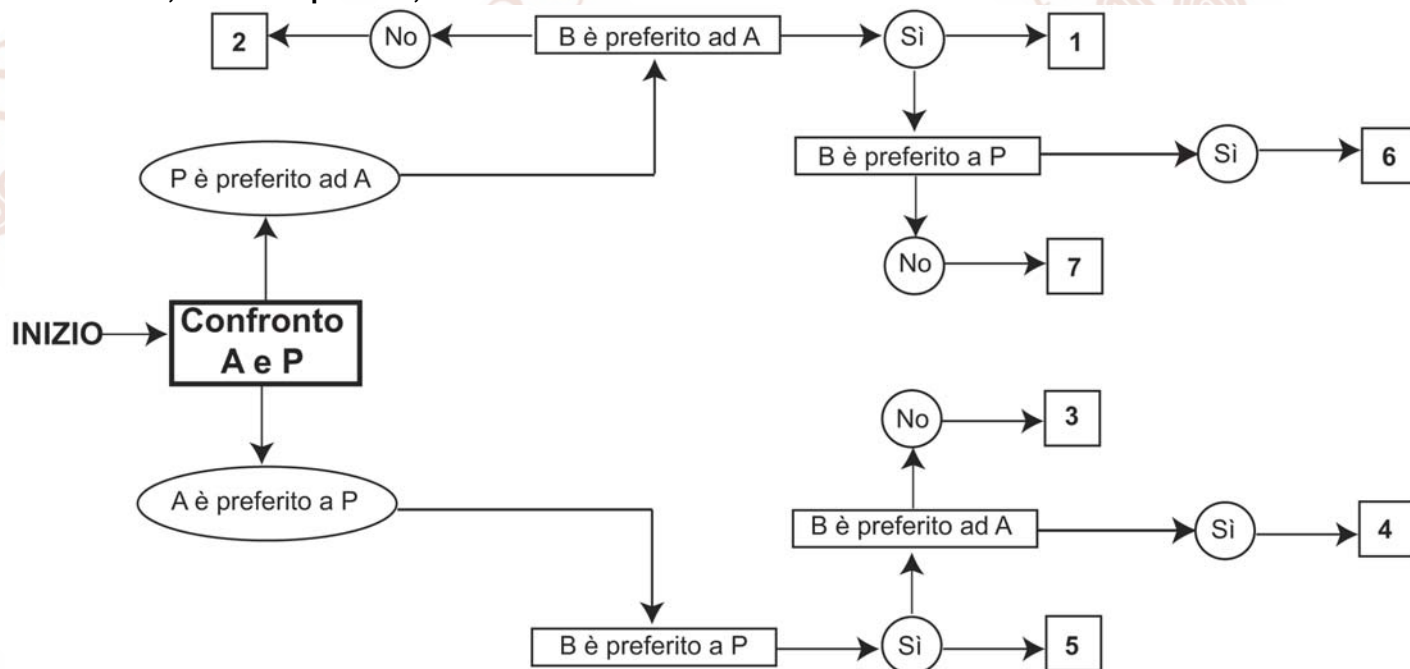 2
No
B è preferito ad A
Sì
1
B è preferito a P
Sì
6
P è preferito ad A
No
7
INIZIO
Confronto
A e P
No
3
A è preferito a P
B è preferito ad A
Sì
4
B è preferito a P
Sì
5